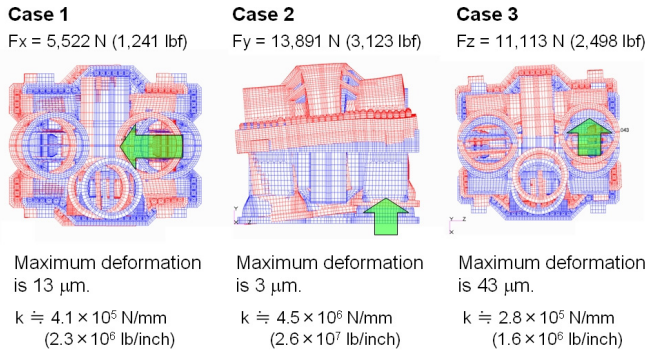 Case 1
Fx = 5,522 N (1,241 lbf)
Case 2
Fy = 13,891 N (3,123 lbf)
Case 3
Fz = 11,113 N (2,498 lbf)
Maximum deformation
is 13 μm.
k ≒ 4.1×10⁵ N/mm
(2.3×10⁶ lb/inch)
Maximum deformation
is 3 μm.
k ≒ 4.5×10⁶ N/mm
(2.6×10⁷ lb/inch)
Maximum deformation
is 43 μm.
k ≒ 2.8×10⁵ N/mm
(1.6×10⁶ lb/inch)